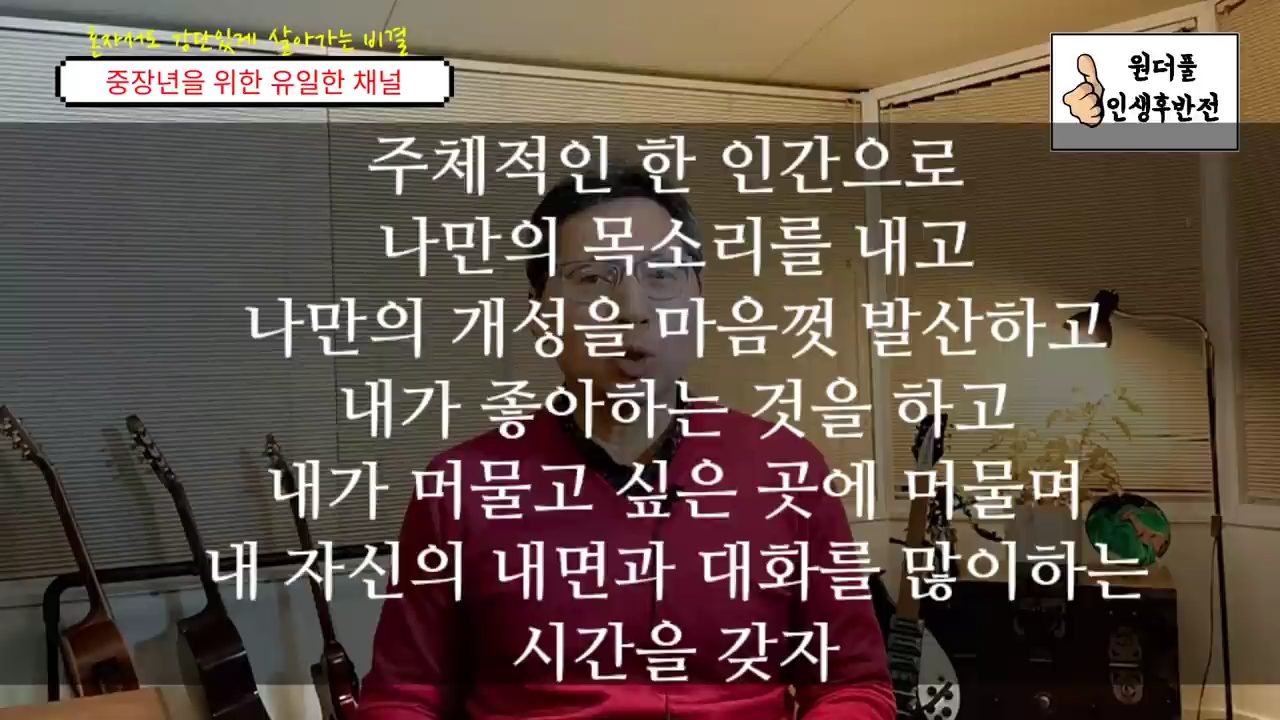 혼자서도 강단있게 살아가는 비결
중장년을 위한 유일한 채널
원더풀
인생후반전
주체적인 한 인간으로
나만의 목소리를 내고
나만의 개성을 마음껏 발산하고
내가 좋아하는 것을 하고
내가 머물고 싶은 곳에 머물며
내 자신의 내면과 대화를 많이하는
시간을 갖자